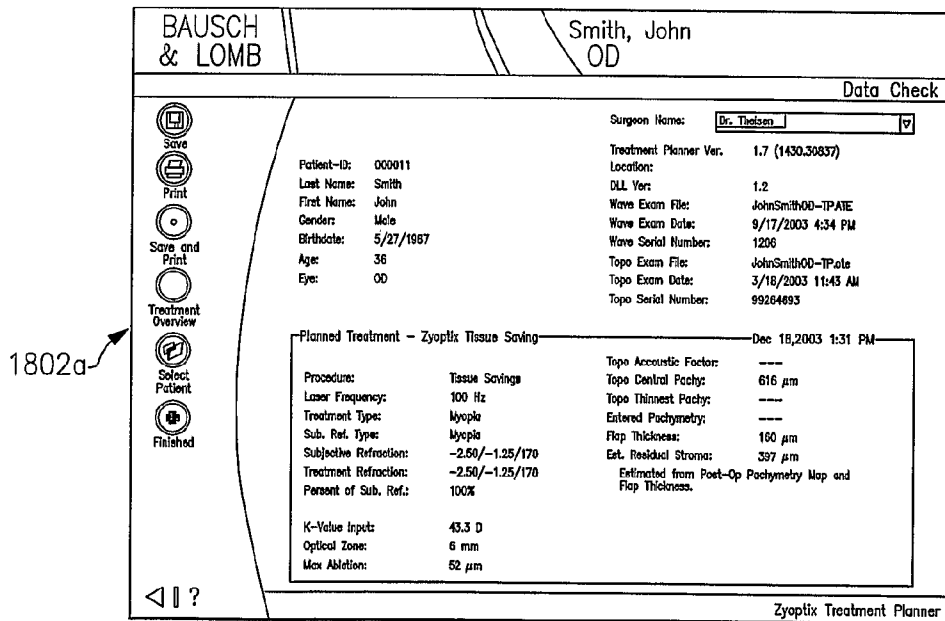 BAUSCH
& LOMB
Smith, John
OD
Data Check
Save
Print
Save and
Print
Treatment
Overview
Select
Patient
Finished
1802a
Patient-ID: 000011
Last Name: Smith
First Name: John
Gender: Male
Birthdate: 5/27/1967
Age: 36
Eye: OD
Surgeon Name: Dr. Theisen
Treatment Planner Ver. 1.7 (1430.30837)
Location:
DLL Ver: 1.2
Wave Exam File: JohnSmithOD-TP.ATE
Wave Exam Date: 9/17/2003 4:34 PM
Wave Serial Number: 1206
Topo Exam File: JohnSmithOD-TP.ate
Topo Exam Date: 3/18/2003 11:43 AM
Topo Serial Number: 99264693
Planned Treatment - Zyoptix Tissue Saving Dec 18,2003 1:31 PM
Procedure: Tissue Savings
Laser Frequency: 100 Hz
Treatment Type: Myopia
Sub. Ref. Type: Myopia
Subjective Refraction: -2.50/-1.25/170
Treatment Refraction: -2.50/-1.25/170
Percent of Sub. Ref.: 100%
K-Value Input: 43.3 D
Optical Zone: 6 mm
Max Ablation: 52 µm
Topo Accoustic Factor: ---
Topo Central Pachy: 616 µm
Topo Thinnest Pachy: ---
Entered Pachymetry: ---
Flap Thickness: 160 µm
Est. Residual Stroma: 397 µm
Estimated from Post-Op Pachymetry Map and
Flap Thickness.
?
Zyoptix Treatment Planner